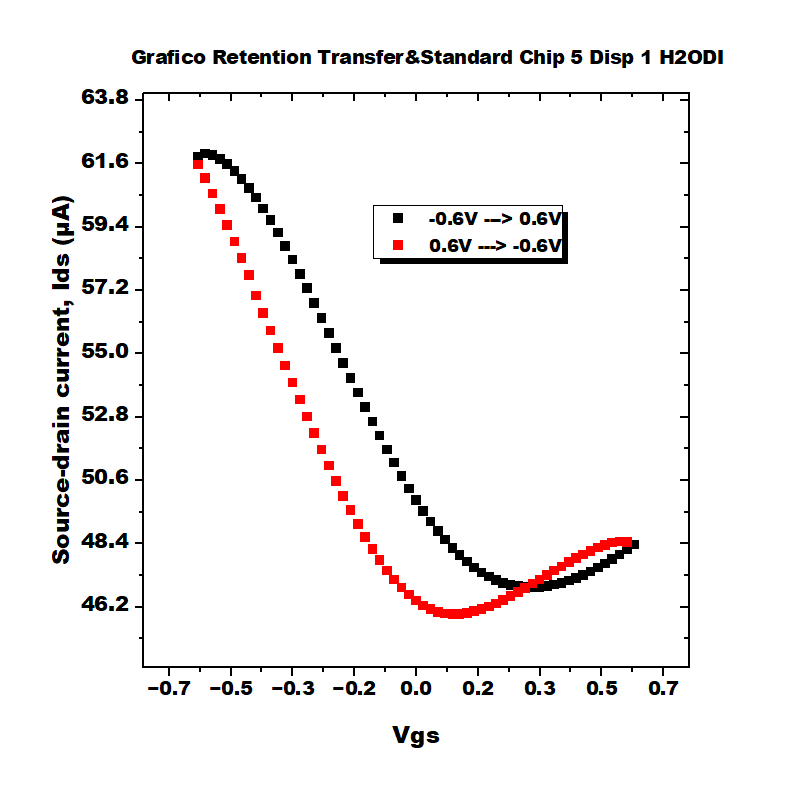 Grafico Retention Transfer&Standard Chip 5 Disp 1 H2ODI
63.8
61.6
59.4
57.2
55.0
52.8
50.6
48.4
46.2
Source-drain current, Ids (µA)
-0.6V ---> 0.6V
0.6V ---> -0.6V
−0.7 −0.5 −0.3 −0.2 0.0 0.2 0.3 0.5 0.7
Vgs